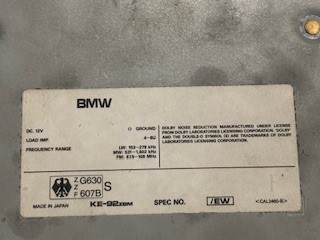 BMW
DC. 12V ⊖ GROUND
LOAD IMP. 4-8Ω
FREQUENCY RANGE LW: 153-279 kHz
MW: 531-1,602 kHz
FM: 87.5-108 MHz
DOLBY NOISE REDUCTION MANUFACTURED UNDER LICENSE
FROM DOLBY LABORATORIES LICENSING CORPORATION. "DOLBY"
AND THE DOUBLE-D SYMBOL ARE TRADEMARKS OF DOLBY
LABORATORIES LICENSING CORPORATION.
Z Z F G630 607B S
MADE IN JAPAN KE-92ZBM SPEC NO. /EW